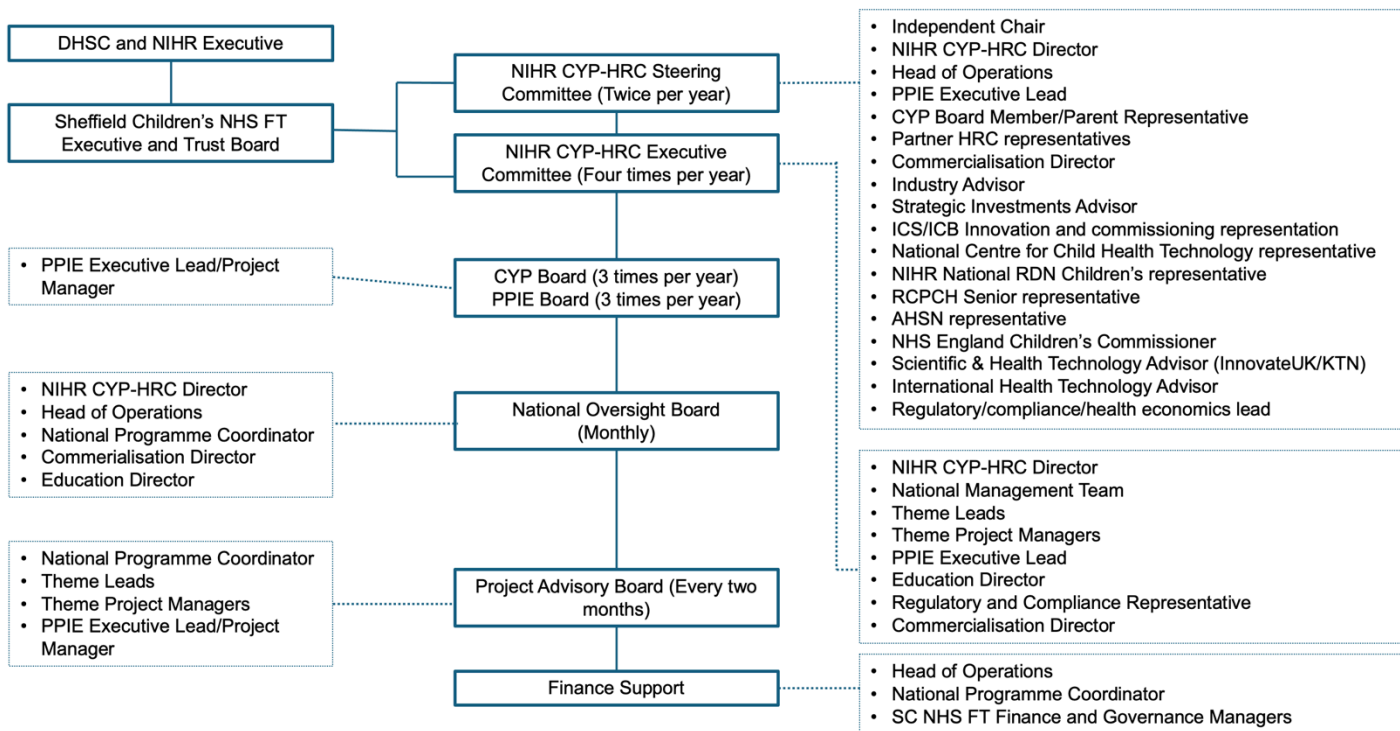 DHSC and NIHR Executive
Sheffield Children's NHS FT
Executive and Trust Board
NIHR CYP-HRC Steering
Committee (Twice per year)
NIHR CYP-HRC Executive
Committee (Four times per year)
• Independent Chair
• NIHR CYP-HRC Director
• Head of Operations
• PPIE Executive Lead
• CYP Board Member/Parent Representative
• Partner HRC representatives
• Commercialisation Director
• Industry Advisor
• Strategic Investments Advisor
• ICS/ICB Innovation and commissioning representation
• National Centre for Child Health Technology representative
• NIHR National RDN Children's representative
• RCPCH Senior representative
• AHSN representative
• NHS England Children's Commissioner
• Scientific & Health Technology Advisor (InnovateUK/KTN)
• International Health Technology Advisor
• Regulatory/compliance/health economics lead
• PPIE Executive Lead/Project
Manager
CYP Board (3 times per year)
PPIE Board (3 times per year)
• NIHR CYP-HRC Director
• Head of Operations
• National Programme Coordinator
• Commerialisation Director
• Education Director
National Oversight Board
(Monthly)
• NIHR CYP-HRC Director
• National Management Team
• Theme Leads
• Theme Project Managers
• PPIE Executive Lead
• Education Director
• Regulatory and Compliance Representative
• Commercialisation Director
• National Programme Coordinator
• Theme Leads
• Theme Project Managers
• PPIE Executive Lead/Project
Manager
Project Advisory Board (Every two
months)
Finance Support
• Head of Operations
• National Programme Coordinator
• SC NHS FT Finance and Governance Managers